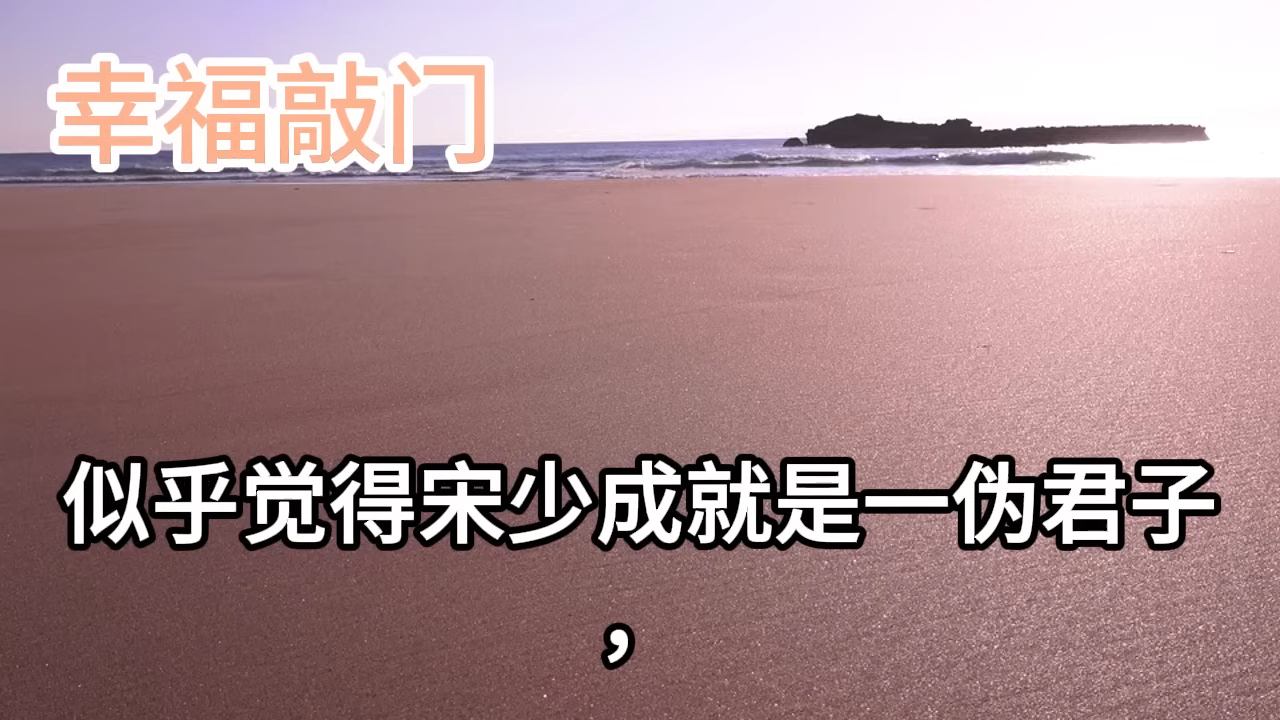 幸福敲门
似乎觉得宋少成就是一伪君子
，